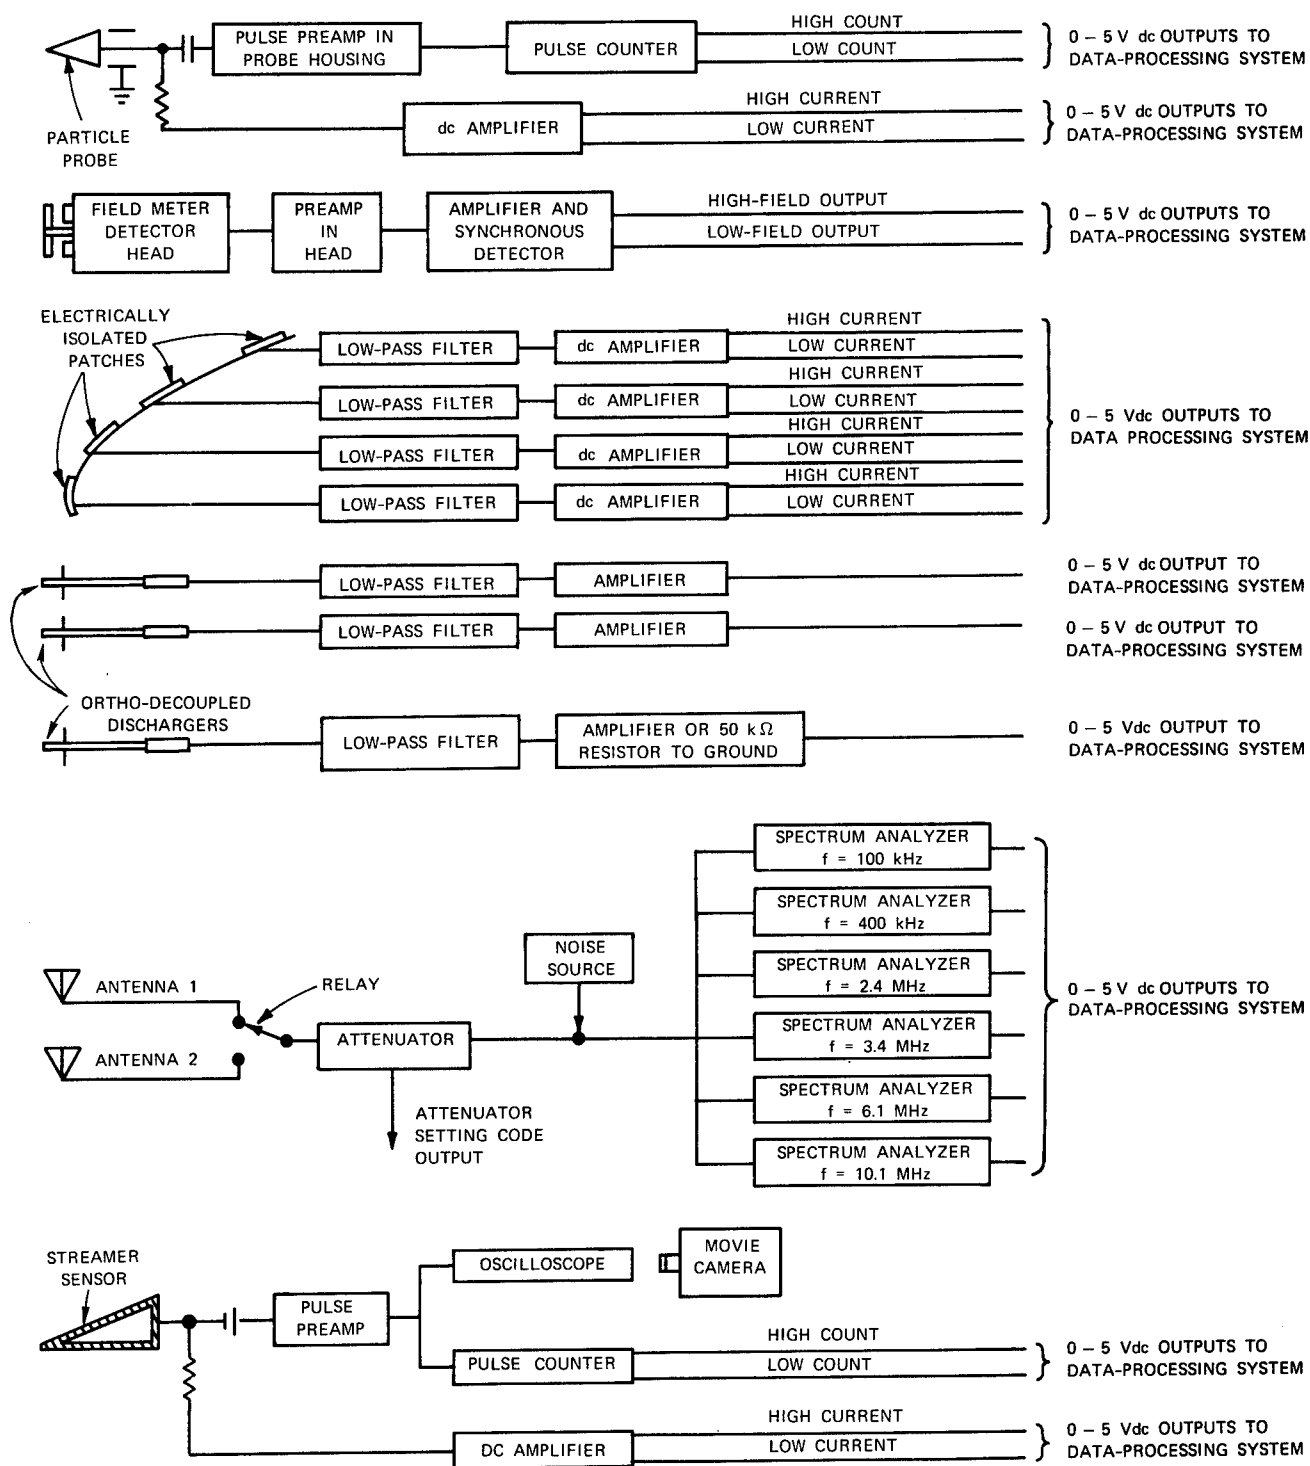 HIGH COUNT
PULSE PREAMP IN
PROBE HOUSING
PULSE COUNTER
LOW COUNT
0 – 5 V dc OUTPUTS TO
DATA-PROCESSING SYSTEM
PARTICLE
PROBE
dc AMPLIFIER
HIGH CURRENT
LOW CURRENT
0 – 5 V dc OUTPUTS TO
DATA-PROCESSING SYSTEM
FIELD METER
DETECTOR
HEAD
PREAMP
IN
HEAD
AMPLIFIER AND
SYNCHRONOUS
DETECTOR
HIGH-FIELD OUTPUT
LOW-FIELD OUTPUT
0 – 5 V dc OUTPUTS TO
DATA-PROCESSING SYSTEM
ELECTRICALLY
ISOLATED
PATCHES
LOW-PASS FILTER
dc AMPLIFIER
HIGH CURRENT
LOW CURRENT
LOW-PASS FILTER
dc AMPLIFIER
HIGH CURRENT
LOW CURRENT
LOW-PASS FILTER
dc AMPLIFIER
HIGH CURRENT
LOW CURRENT
LOW-PASS FILTER
dc AMPLIFIER
HIGH CURRENT
LOW CURRENT
0 – 5 Vdc OUTPUTS TO
DATA PROCESSING SYSTEM
LOW-PASS FILTER
AMPLIFIER
0 – 5 V dc OUTPUT TO
DATA-PROCESSING SYSTEM
LOW-PASS FILTER
AMPLIFIER
0 – 5 V dc OUTPUT TO
DATA-PROCESSING SYSTEM
ORTHO-DECOUPLED
DISCHARGERS
LOW-PASS FILTER
AMPLIFIER OR 50 kΩ
RESISTOR TO GROUND
0 – 5 Vdc OUTPUT TO
DATA-PROCESSING SYSTEM
ANTENNA 1
RELAY
ANTENNA 2
ATTENUATOR
ATTENUATOR
SETTING CODE
OUTPUT
NOISE
SOURCE
SPECTRUM ANALYZER
f = 100 kHz
SPECTRUM ANALYZER
f = 400 kHz
SPECTRUM ANALYZER
f = 2.4 MHz
SPECTRUM ANALYZER
f = 3.4 MHz
SPECTRUM ANALYZER
f = 6.1 MHz
SPECTRUM ANALYZER
f = 10.1 MHz
0 – 5 V dc OUTPUTS TO
DATA-PROCESSING SYSTEM
STREAMER
SENSOR
PULSE
PREAMP
OSCILLOSCOPE
MOVIE
CAMERA
PULSE COUNTER
HIGH COUNT
LOW COUNT
0 – 5 Vdc OUTPUTS TO
DATA-PROCESSING SYSTEM
DC AMPLIFIER
HIGH CURRENT
LOW CURRENT
0 – 5 Vdc OUTPUTS TO
DATA-PROCESSING SYSTEM